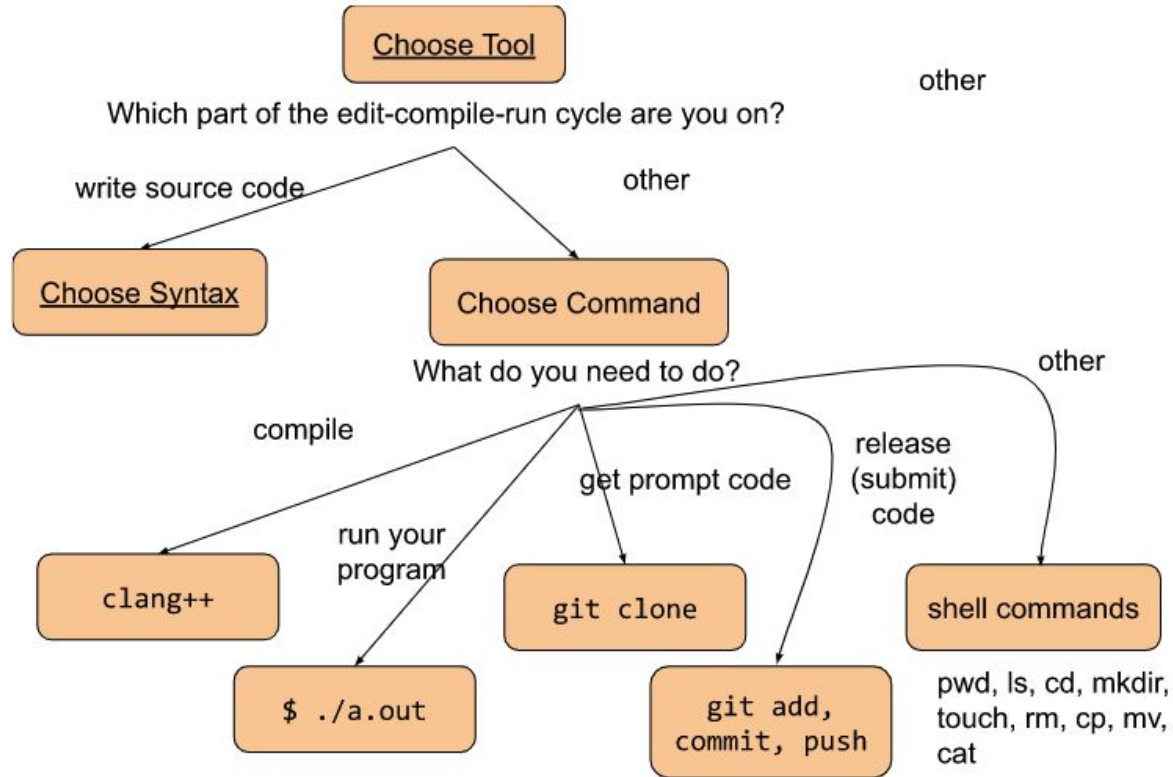 Choose Tool
other
Which part of the edit-compile-run cycle are you on?
write source code
other
Choose Syntax
Choose Command
What do you need to do?
other
compile
release
(submit)
code
get prompt code
run your
program
clang++
git clone
shell commands
$ ./a.out
git add,
commit, push
pwd, ls, cd, mkdir,
touch, rm, cp, mv,
cat